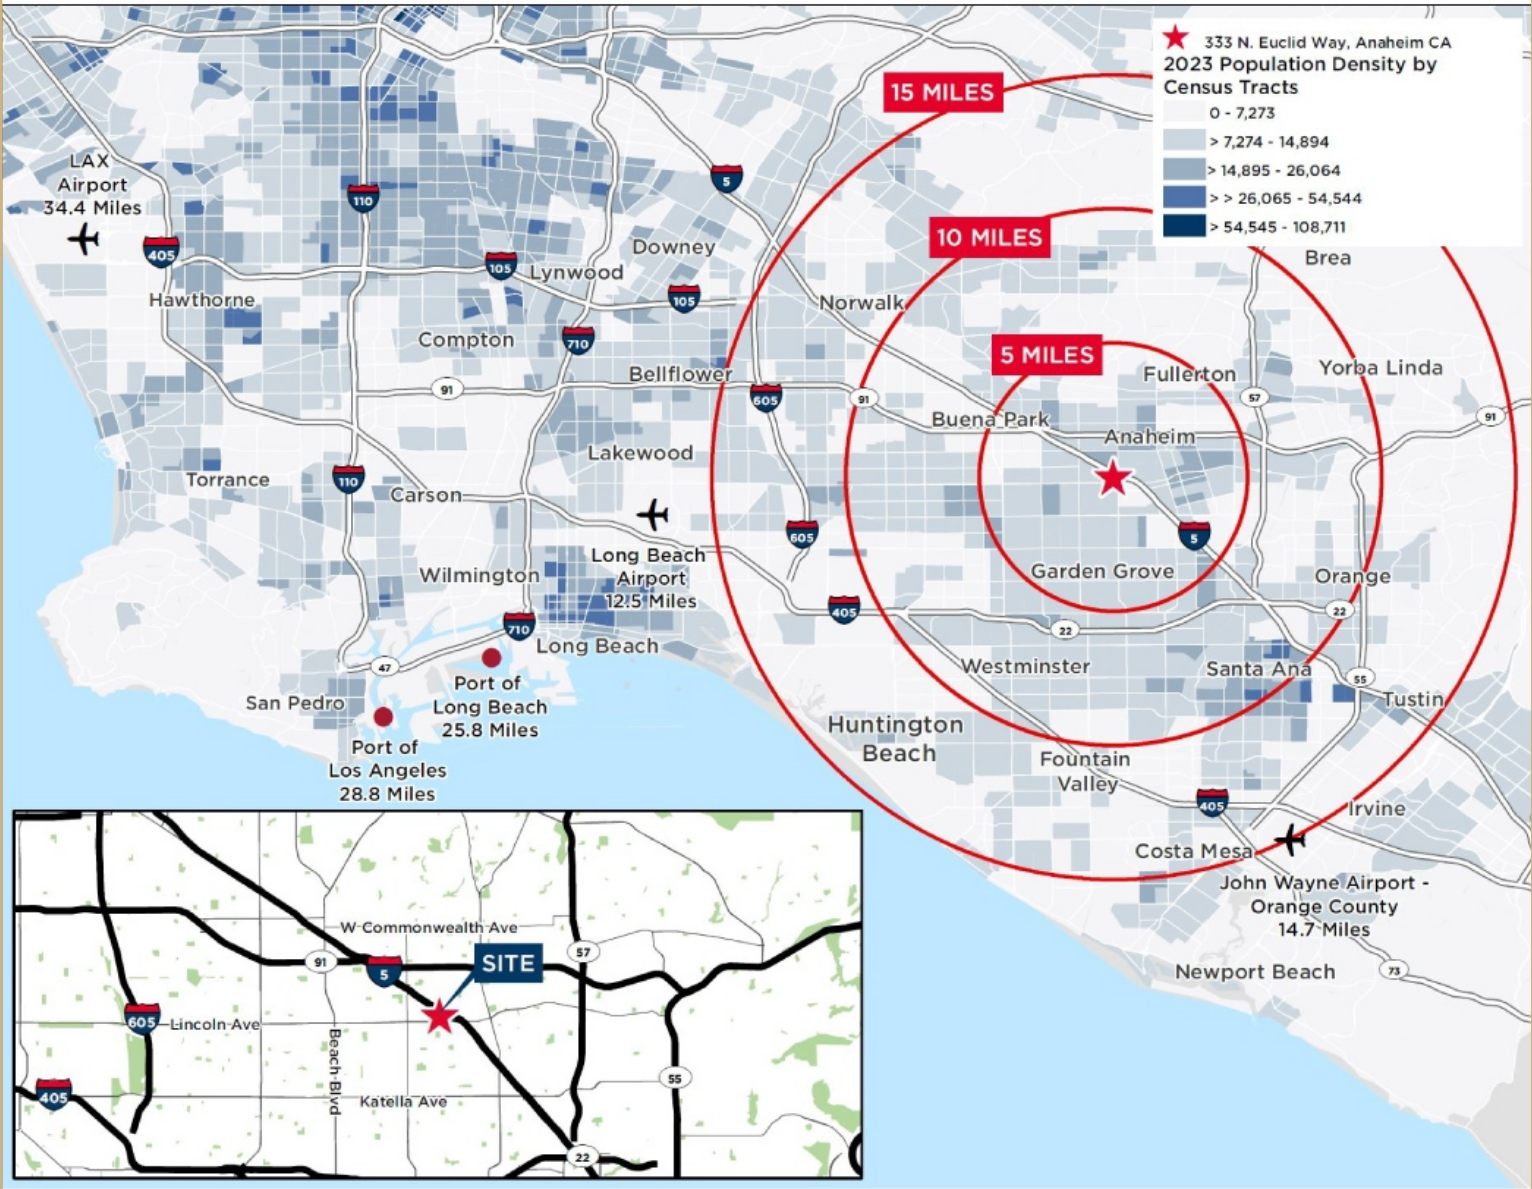 333 N. Euclid Way, Anaheim CA
2023 Population Density by
Census Tracts
0 - 7,273
> 7,274 - 14,894
> 14,895 - 26,064
> > 26,065 - 54,544
> 54,545 - 108,711
15 MILES
10 MILES
5 MILES
LAX
Airport
34.4 Miles
405
110
5
Hawthorne
105
Lynwood
Downey
105
Compton
710
Norwalk
Brea
91
Bellflower
605
91
Buena Park
Fullerton
57
Yorba Linda
91
Anaheim
Torrance
110
Carson
Lakewood
605
5
Long Beach
Airport
12.5 Miles
Wilmington
710
Long Beach
405
Garden Grove
Orange
22
22
47
San Pedro
Port of
Long Beach
25.8 Miles
Port of
Los Angeles
28.8 Miles
Westminster
Santa Ana
55
Tustin
Huntington
Beach
Fountain
Valley
405
Irvine
Costa Mesa
John Wayne Airport -
Orange County
14.7 Miles
Newport Beach
73
W Commonwealth Ave
SITE
57
91
5
605
Lincoln Ave
Beach Blvd
405
Katella Ave
55
22